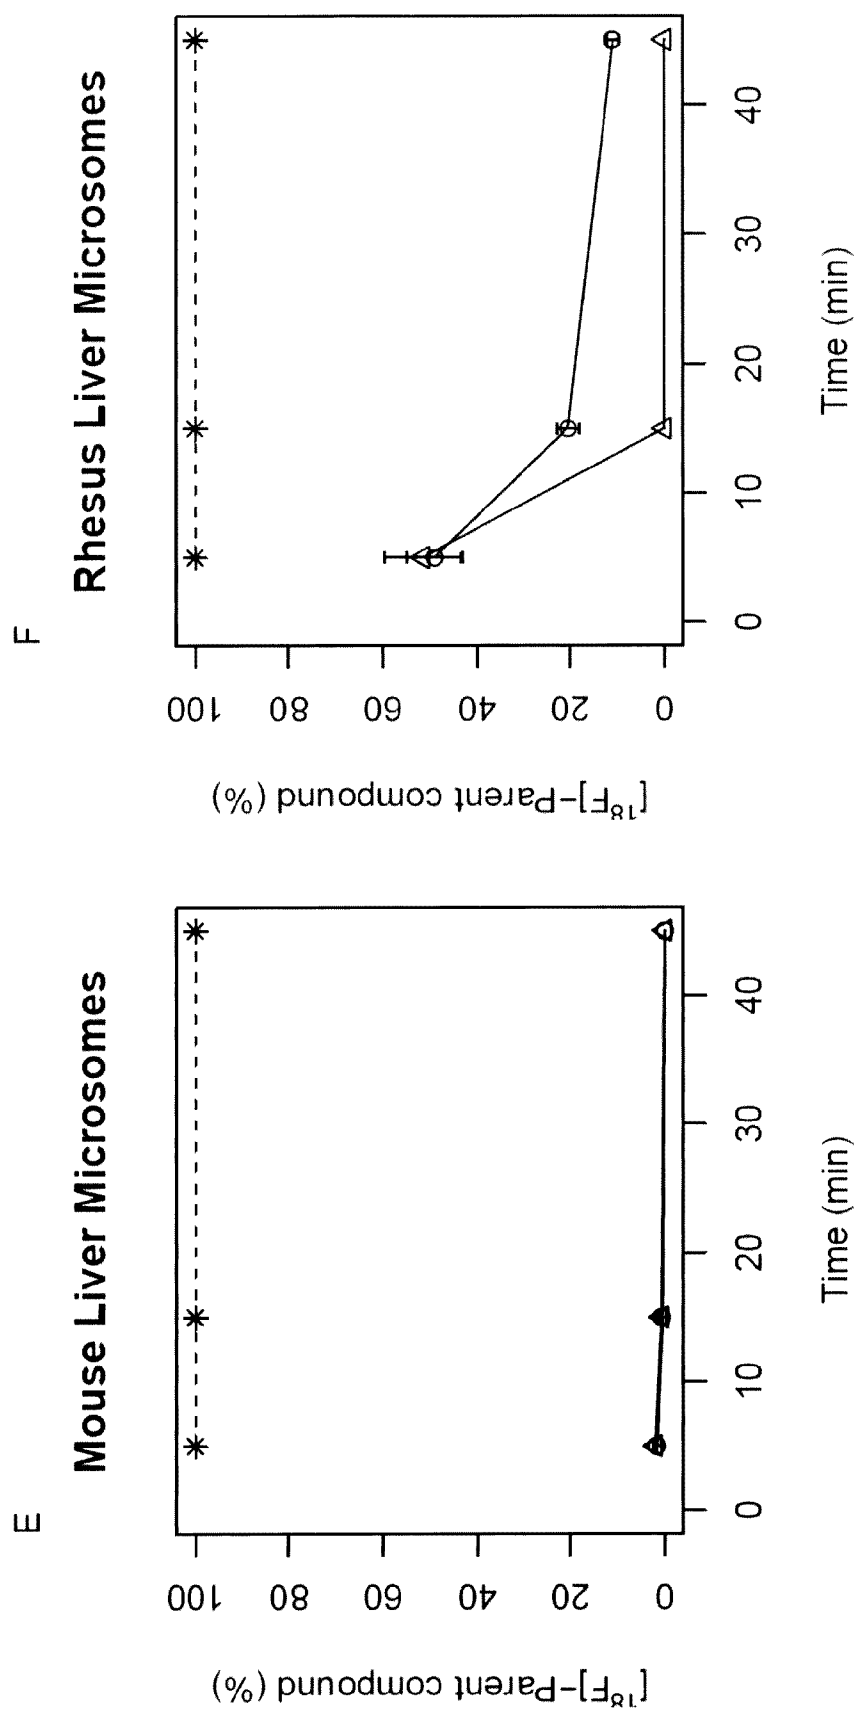 E
Mouse Liver Microsomes
[¹⁸F]-Parent compound (%)
100
80
60
40
20
0
0 10 20 30 40
Time (min)
F
Rhesus Liver Microsomes
[¹⁸F]-Parent compound (%)
100
80
60
40
20
0
0 10 20 30 40
Time (min)